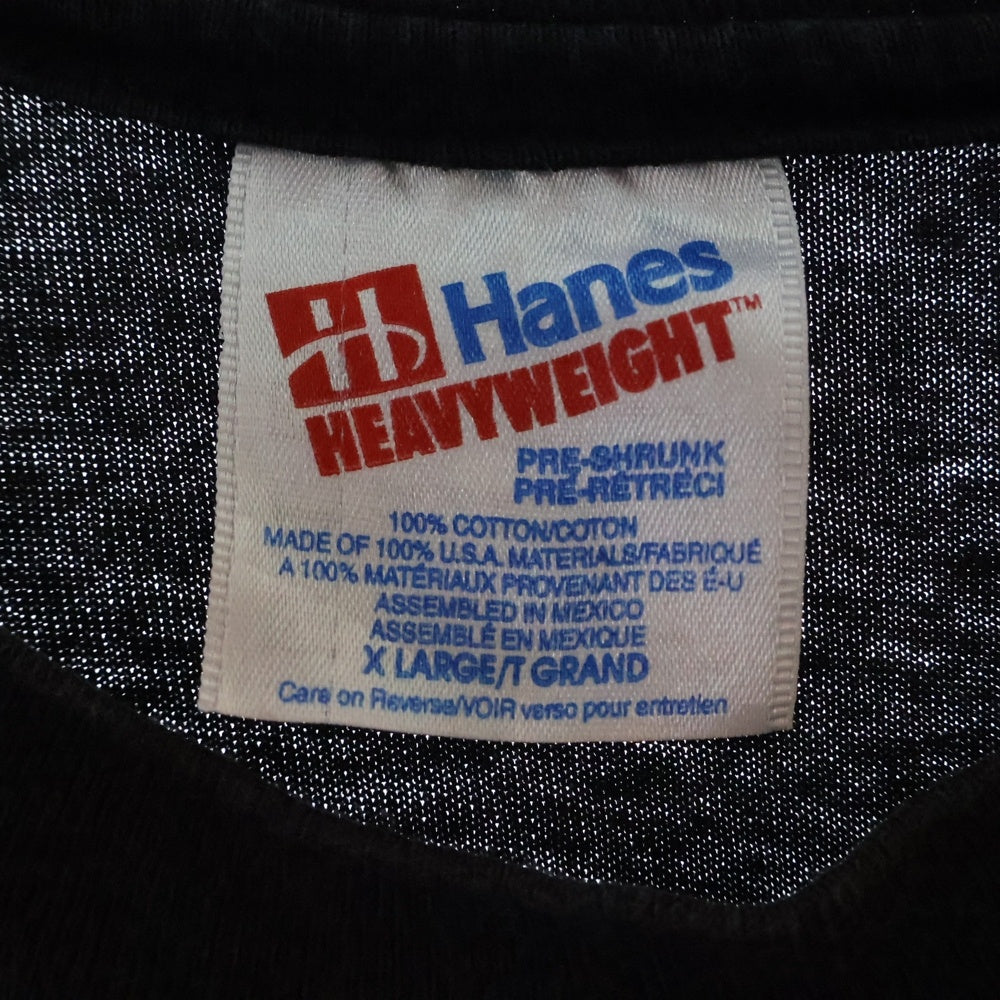 H Hanes
HEAVYWEIGHT™
PRE-SHRUNK
PRÉ-RÉTRÉCI
100% COTTON/COTON
MADE OF 100% U.S.A. MATERIALS/FABRIQUÉ
A 100% MATÉRIAUX PROVENANT DES É-U
ASSEMBLED IN MEXICO
ASSEMBLÉ EN MEXIQUE
X LARGE/T GRAND
Care on Reverse/VOIR verso pour entretien